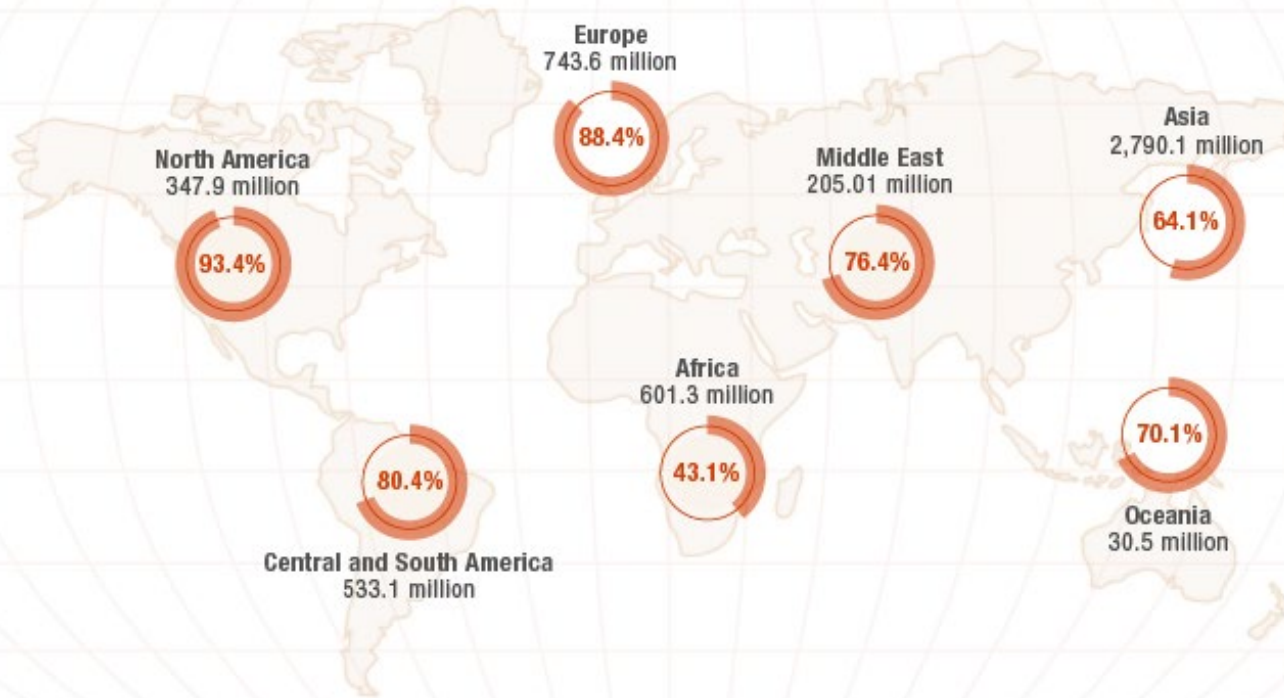 Europe
743.6 million
88.4%
Asia
2,790.1 million
64.1%
North America
347.9 million
93.4%
Middle East
205.01 million
76.4%
Africa
601.3 million
43.1%
70.1%
Oceania
30.5 million
80.4%
Central and South America
533.1 million